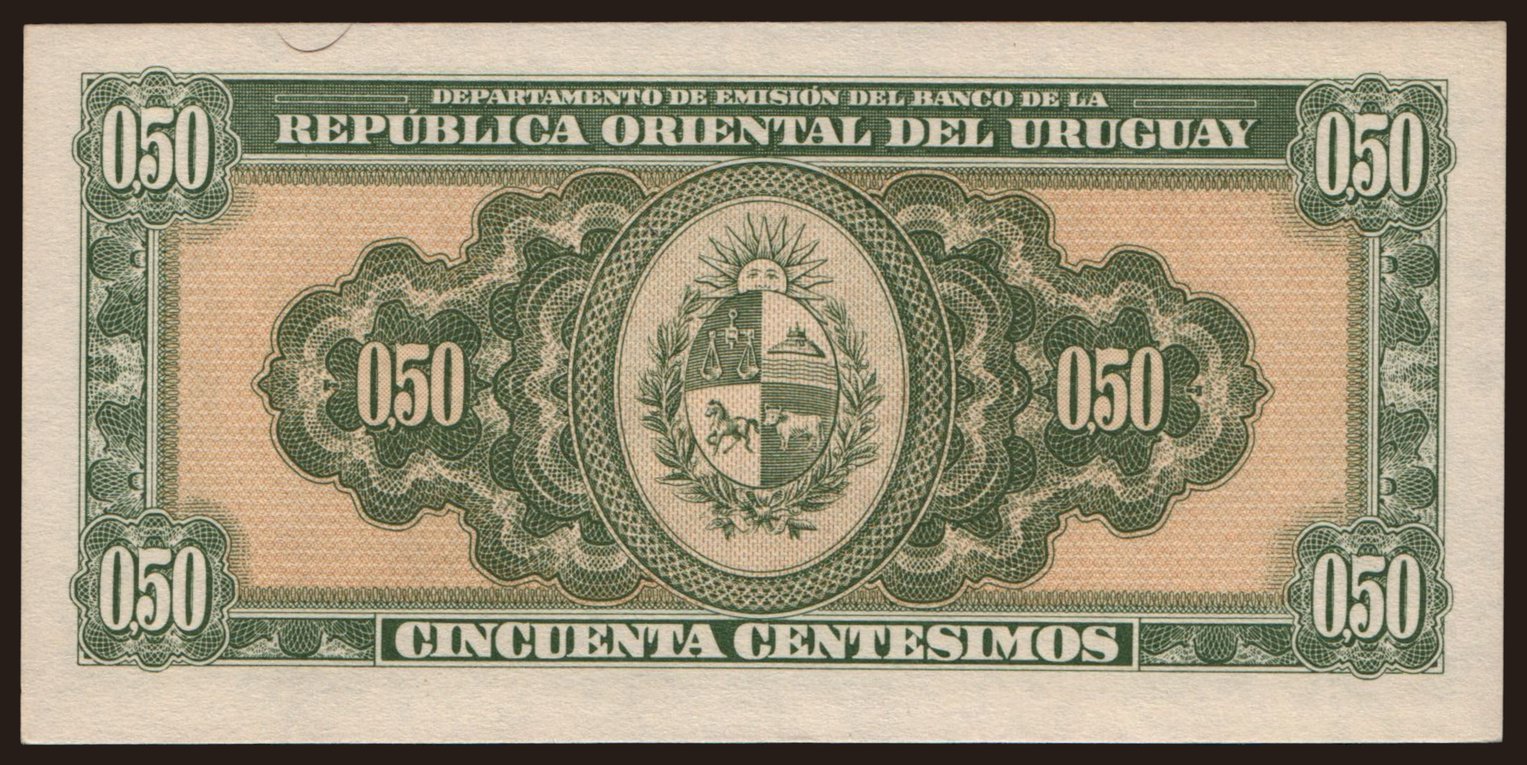 DEPARTAMENTO DE EMISIÓN DEL BANCO DE LA
REPÚBLICA ORIENTAL DEL URUGUAY
0,50 0,50
0,50 0,50
0,50 0,50
CINCUENTA CENTESIMOS